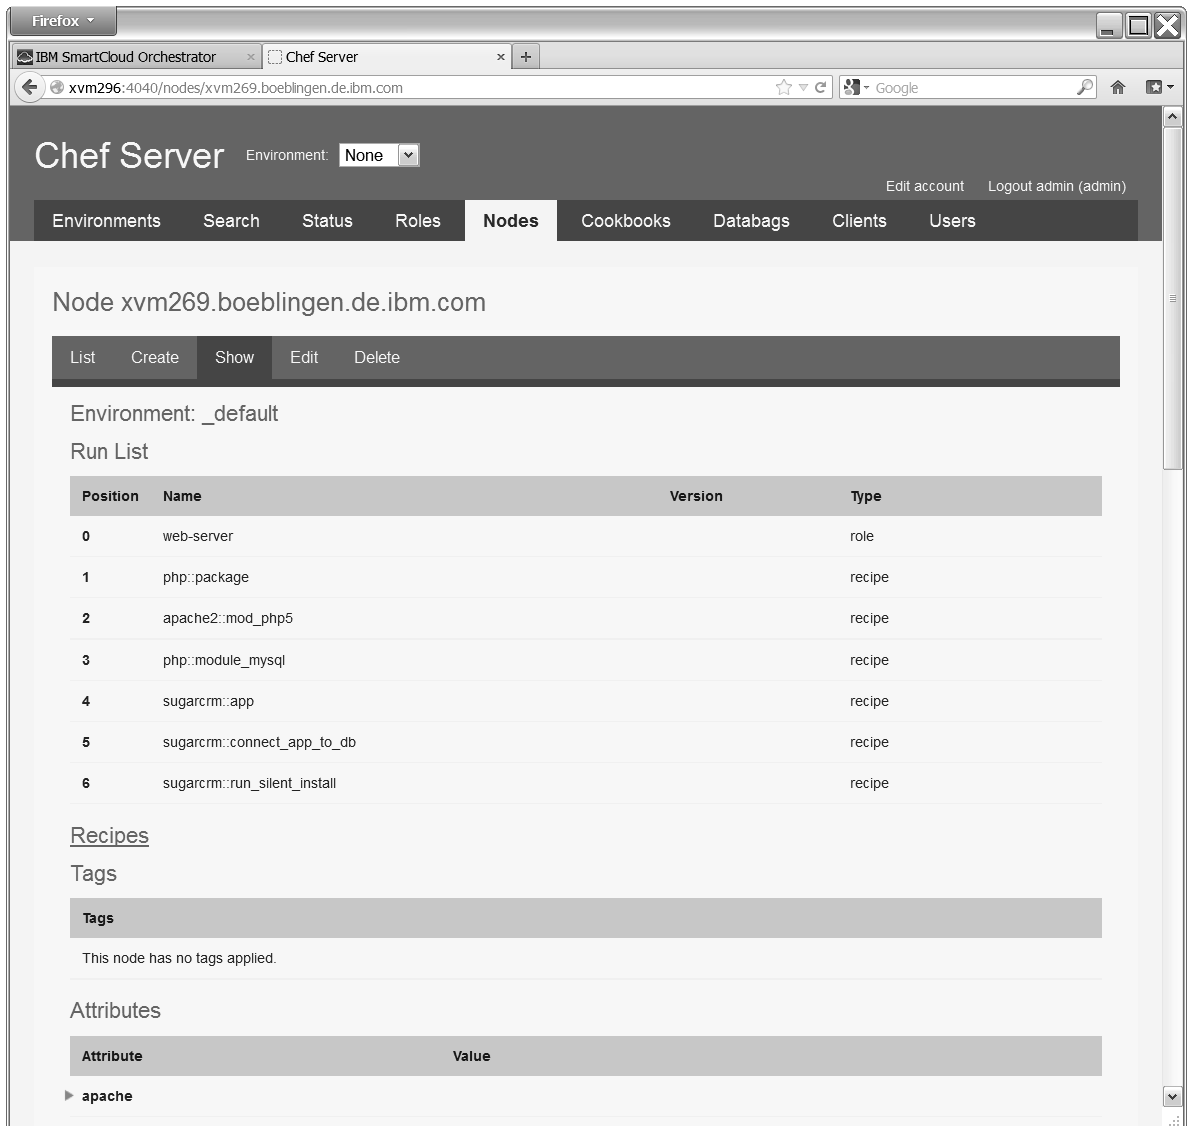 Firefox
IBM SmartCloud Orchestrator × Chef Server × +
xvm296:4040/nodes/xvm269.boeblingen.de.ibm.com Google
Chef Server Environment: None
Edit account Logout admin (admin)
Environments Search Status Roles Nodes Cookbooks Databags Clients Users
Node xvm269.boeblingen.de.ibm.com
List Create Show Edit Delete
Environment: _default
Run List
Position Name Version Type
0 web-server role
1 php::package recipe
2 apache2::mod_php5 recipe
3 php::module_mysql recipe
4 sugarcrm::app recipe
5 sugarcrm::connect_app_to_db recipe
6 sugarcrm::run_silent_install recipe
Recipes
Tags
Tags
This node has no tags applied.
Attributes
Attribute Value
apache